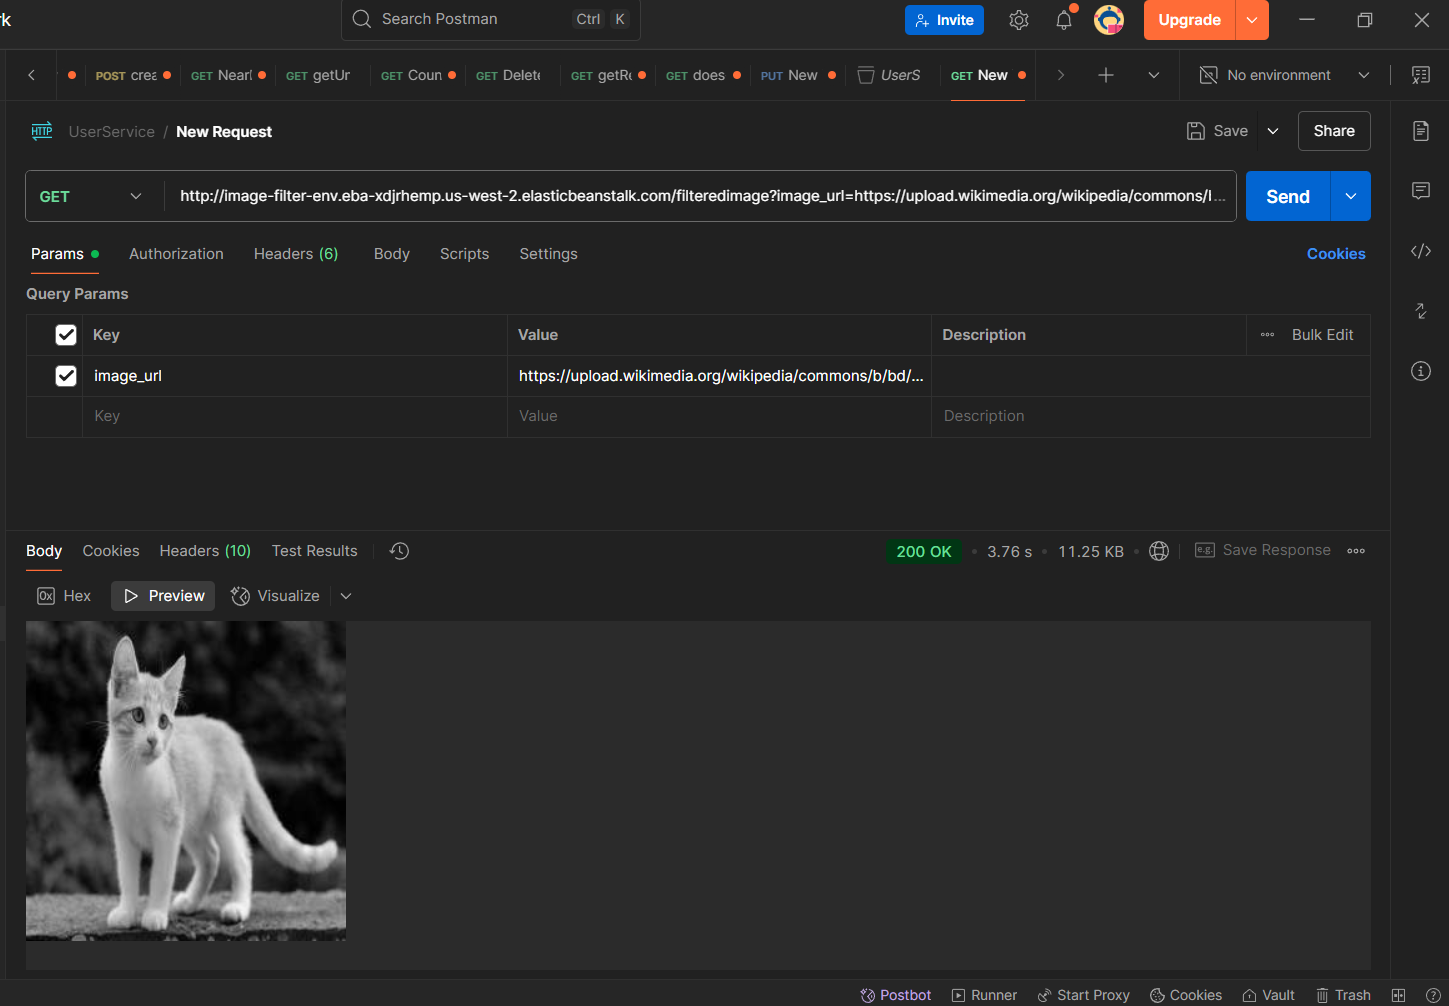 rk
Search Postman Ctrl K
Invite
Upgrade
POST crea
GET Near
GET getUr
GET Coun
GET Delete
GET getRe
GET does
PUT New
UserS
GET New
No environment
HTTP UserService / New Request
Save
Share
GET http://image-filter-env.eba-xdjrhemp.us-west-2.elasticbeanstalk.com/filteredimage?image_url=https://upload.wikimedia.org/wikipedia/commons/l...
Send
Params Authorization Headers (6) Body Scripts Settings Cookies
Query Params
Key Value Description Bulk Edit
image_url https://upload.wikimedia.org/wikipedia/commons/b/bd/...
Key Value Description
Body Cookies Headers (10) Test Results 200 OK 3.76 s 11.25 KB e.g. Save Response
0x Hex Preview Visualize
Postbot Runner Start Proxy Cookies Vault Trash